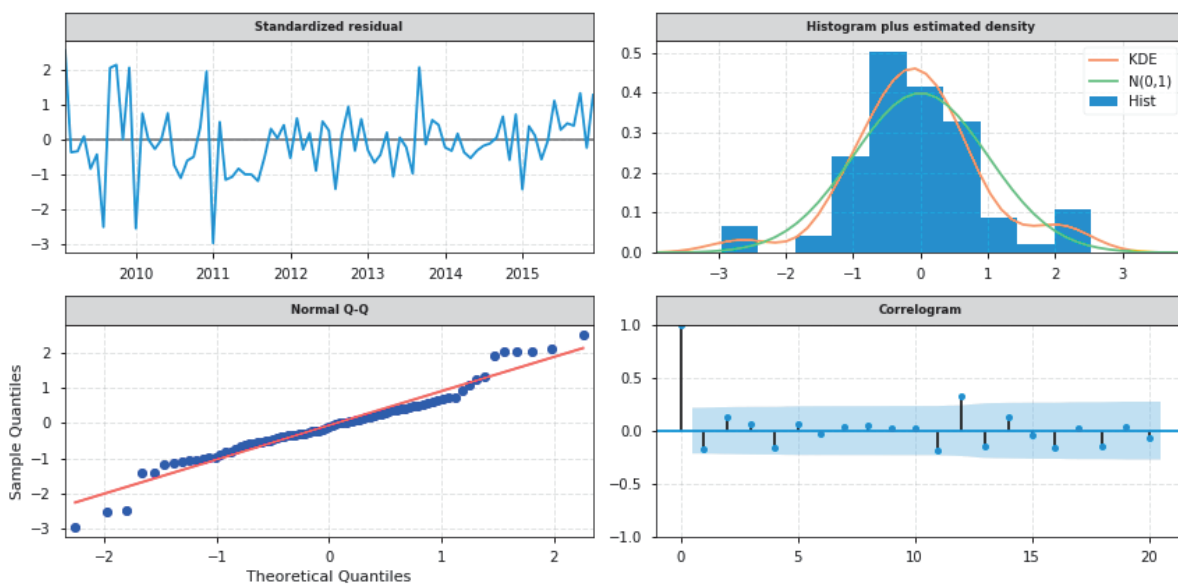 Standardized residual
2
1
0
−1
−2
−3
2010 2011 2012 2013 2014 2015
Histogram plus estimated density
0.5
0.4
0.3
0.2
0.1
0.0
KDE
N(0,1)
Hist
−3 −2 −1 0 1 2 3
Normal Q-Q
Sample Quantiles
2
1
0
−1
−2
−3
−2 −1 0 1 2
Theoretical Quantiles
Correlogram
1.0
0.5
0.0
−0.5
−1.0
0 5 10 15 20